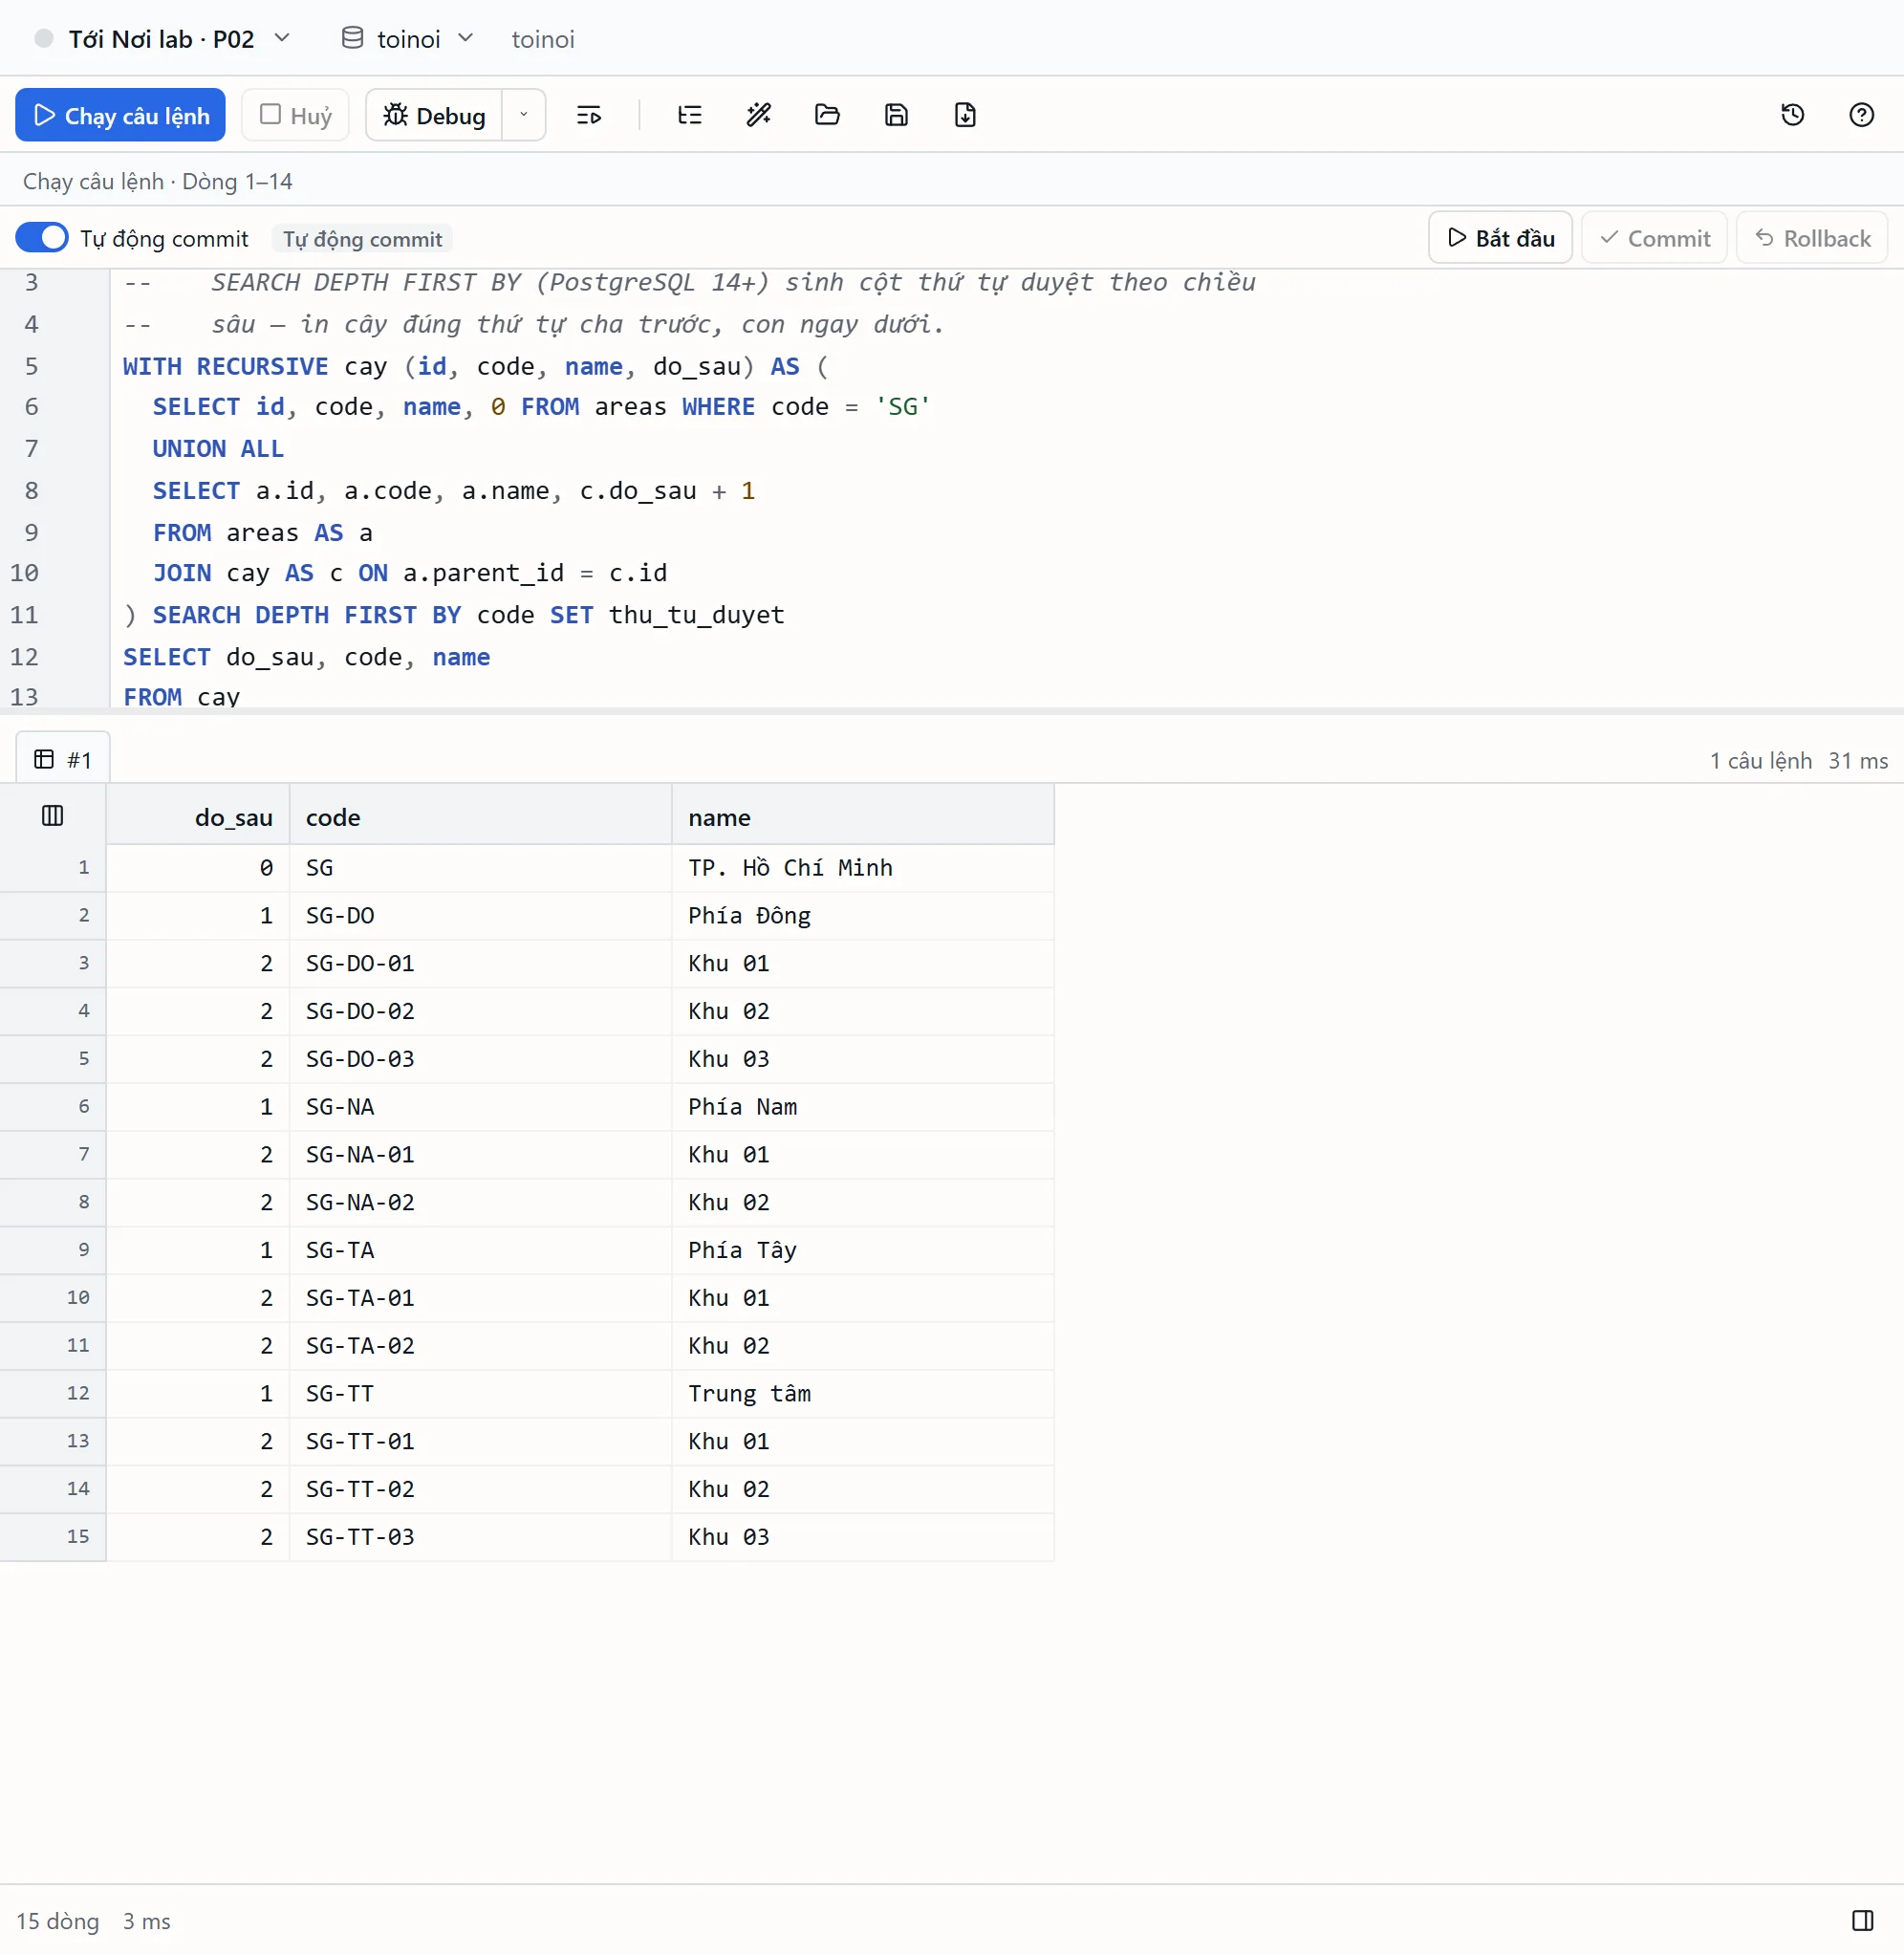 Tới Nơi lab · P02 toinoi toinoi
Chạy câu lệnh Huỷ Debug
Chạy câu lệnh · Dòng 1–14
Tự động commit Tự động commit Bắt đầu Commit Rollback
3 -- SEARCH DEPTH FIRST BY (PostgreSQL 14+) sinh cột thứ tự duyệt theo chiều
4 -- sâu — in cây đúng thứ tự cha trước, con ngay dưới.
5 WITH RECURSIVE cay (id, code, name, do_sau) AS (
6 SELECT id, code, name, 0 FROM areas WHERE code = 'SG'
7 UNION ALL
8 SELECT a.id, a.code, a.name, c.do_sau + 1
9 FROM areas AS a
10 JOIN cay AS c ON a.parent_id = c.id
11 ) SEARCH DEPTH FIRST BY code SET thu_tu_duyet
12 SELECT do_sau, code, name
13 FROM cay
#1 1 câu lệnh 31 ms
do_sau code name
1 0 SG TP. Hồ Chí Minh
2 1 SG-DO Phía Đông
3 2 SG-DO-01 Khu 01
4 2 SG-DO-02 Khu 02
5 2 SG-DO-03 Khu 03
6 1 SG-NA Phía Nam
7 2 SG-NA-01 Khu 01
8 2 SG-NA-02 Khu 02
9 1 SG-TA Phía Tây
10 2 SG-TA-01 Khu 01
11 2 SG-TA-02 Khu 02
12 1 SG-TT Trung tâm
13 2 SG-TT-01 Khu 01
14 2 SG-TT-02 Khu 02
15 2 SG-TT-03 Khu 03
15 dòng 3 ms